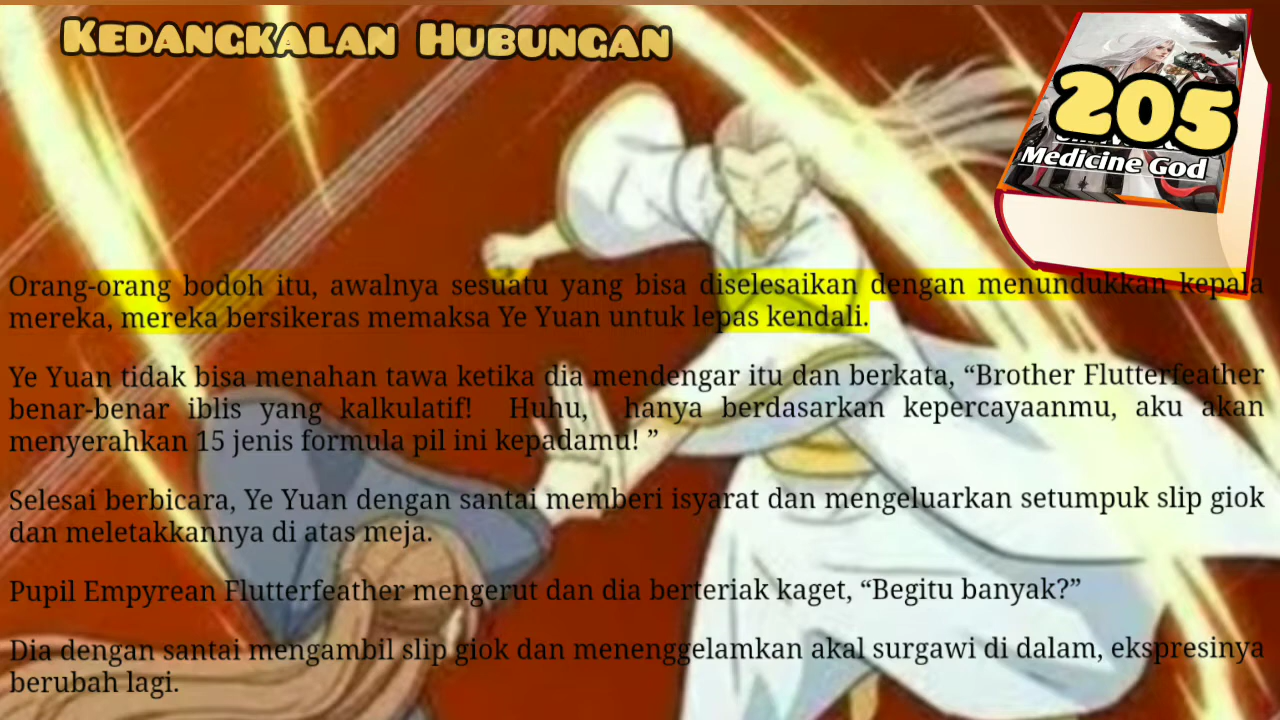 Kedangkalan Hubungan
205
Medicine God
Orang-orang bodoh itu, awalnya sesuatu yang bisa diselesaikan dengan menundukkan kepala
mereka, mereka bersikeras memaksa Ye Yuan untuk lepas kendali.
Ye Yuan tidak bisa menahan tawa ketika dia mendengar itu dan berkata, “Brother Flutterfeather
benar-benar iblis yang kalkulatif! Huhu, hanya berdasarkan kepercayaanmu, aku akan
menyerahkan 15 jenis formula pil ini kepadamu! ”
Selesai berbicara, Ye Yuan dengan santai memberi isyarat dan mengeluarkan setumpuk slip giok
dan meletakkannya di atas meja.
Pupil Empyrean Flutterfeather mengerut dan dia berteriak kaget, “Begitu banyak?”
Dia dengan santai mengambil slip giok dan menenggelamkan akal surgawi di dalam, ekspresinya
berubah lagi.